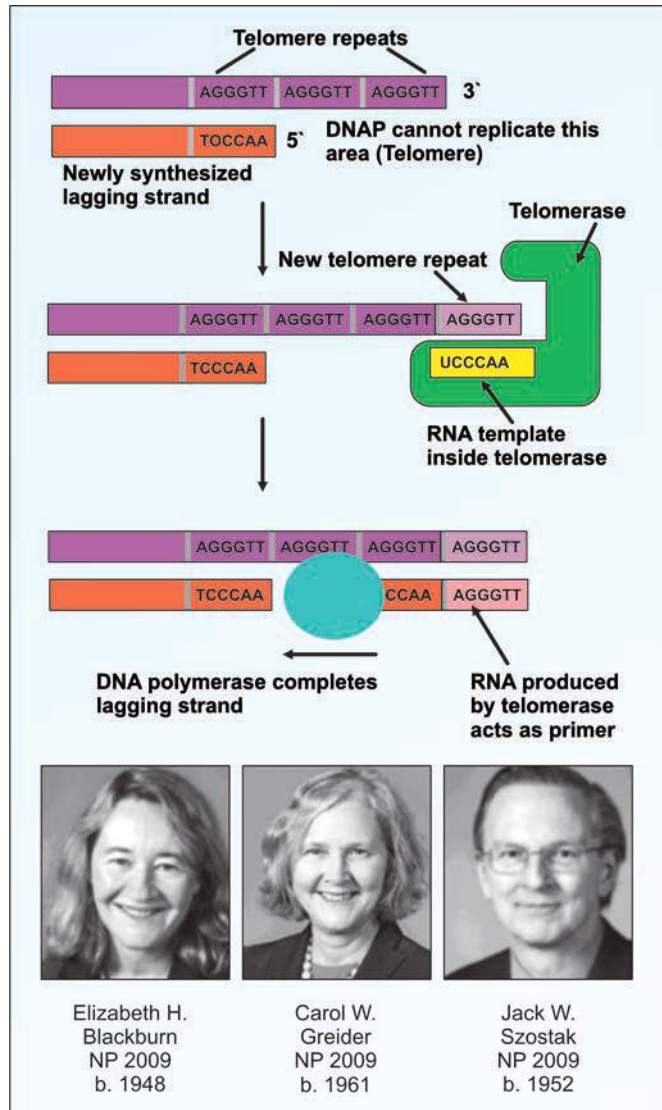 Telomere repeats
AGGGTT AGGGTT AGGGTT 3`
TOCCAA 5` DNAP cannot replicate this
area (Telomere)
Newly synthesized
lagging strand
Telomerase
New telomere repeat
AGGGTT AGGGTT AGGGTT AGGGTT
TCCCAA UCCCAA
RNA template
inside telomerase
AGGGTT AGGGTT AGGGTT AGGGTT
TCCCAA CCAA AGGGTT
DNA polymerase completes
lagging strand
RNA produced
by telomerase
acts as primer
Elizabeth H.
Blackburn
NP 2009
b. 1948
Carol W.
Greider
NP 2009
b. 1961
Jack W.
Szostak
NP 2009
b. 1952